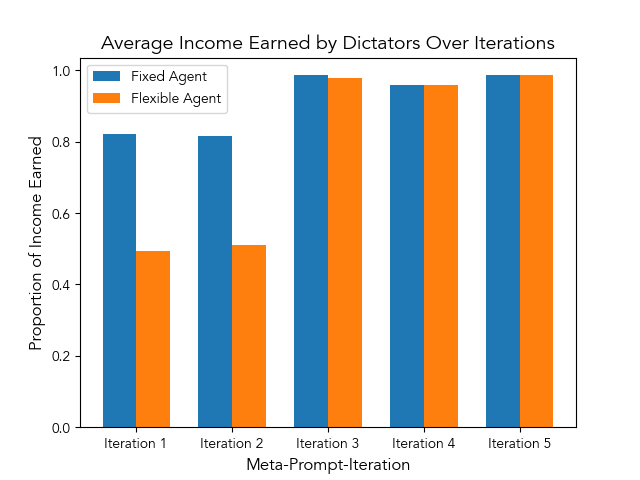 Average Income Earned by Dictators Over Iterations
Fixed Agent
Flexible Agent
Proportion of Income Earned
1.0
0.8
0.6
0.4
0.2
0.0
Iteration 1 Iteration 2 Iteration 3 Iteration 4 Iteration 5
Meta-Prompt-Iteration